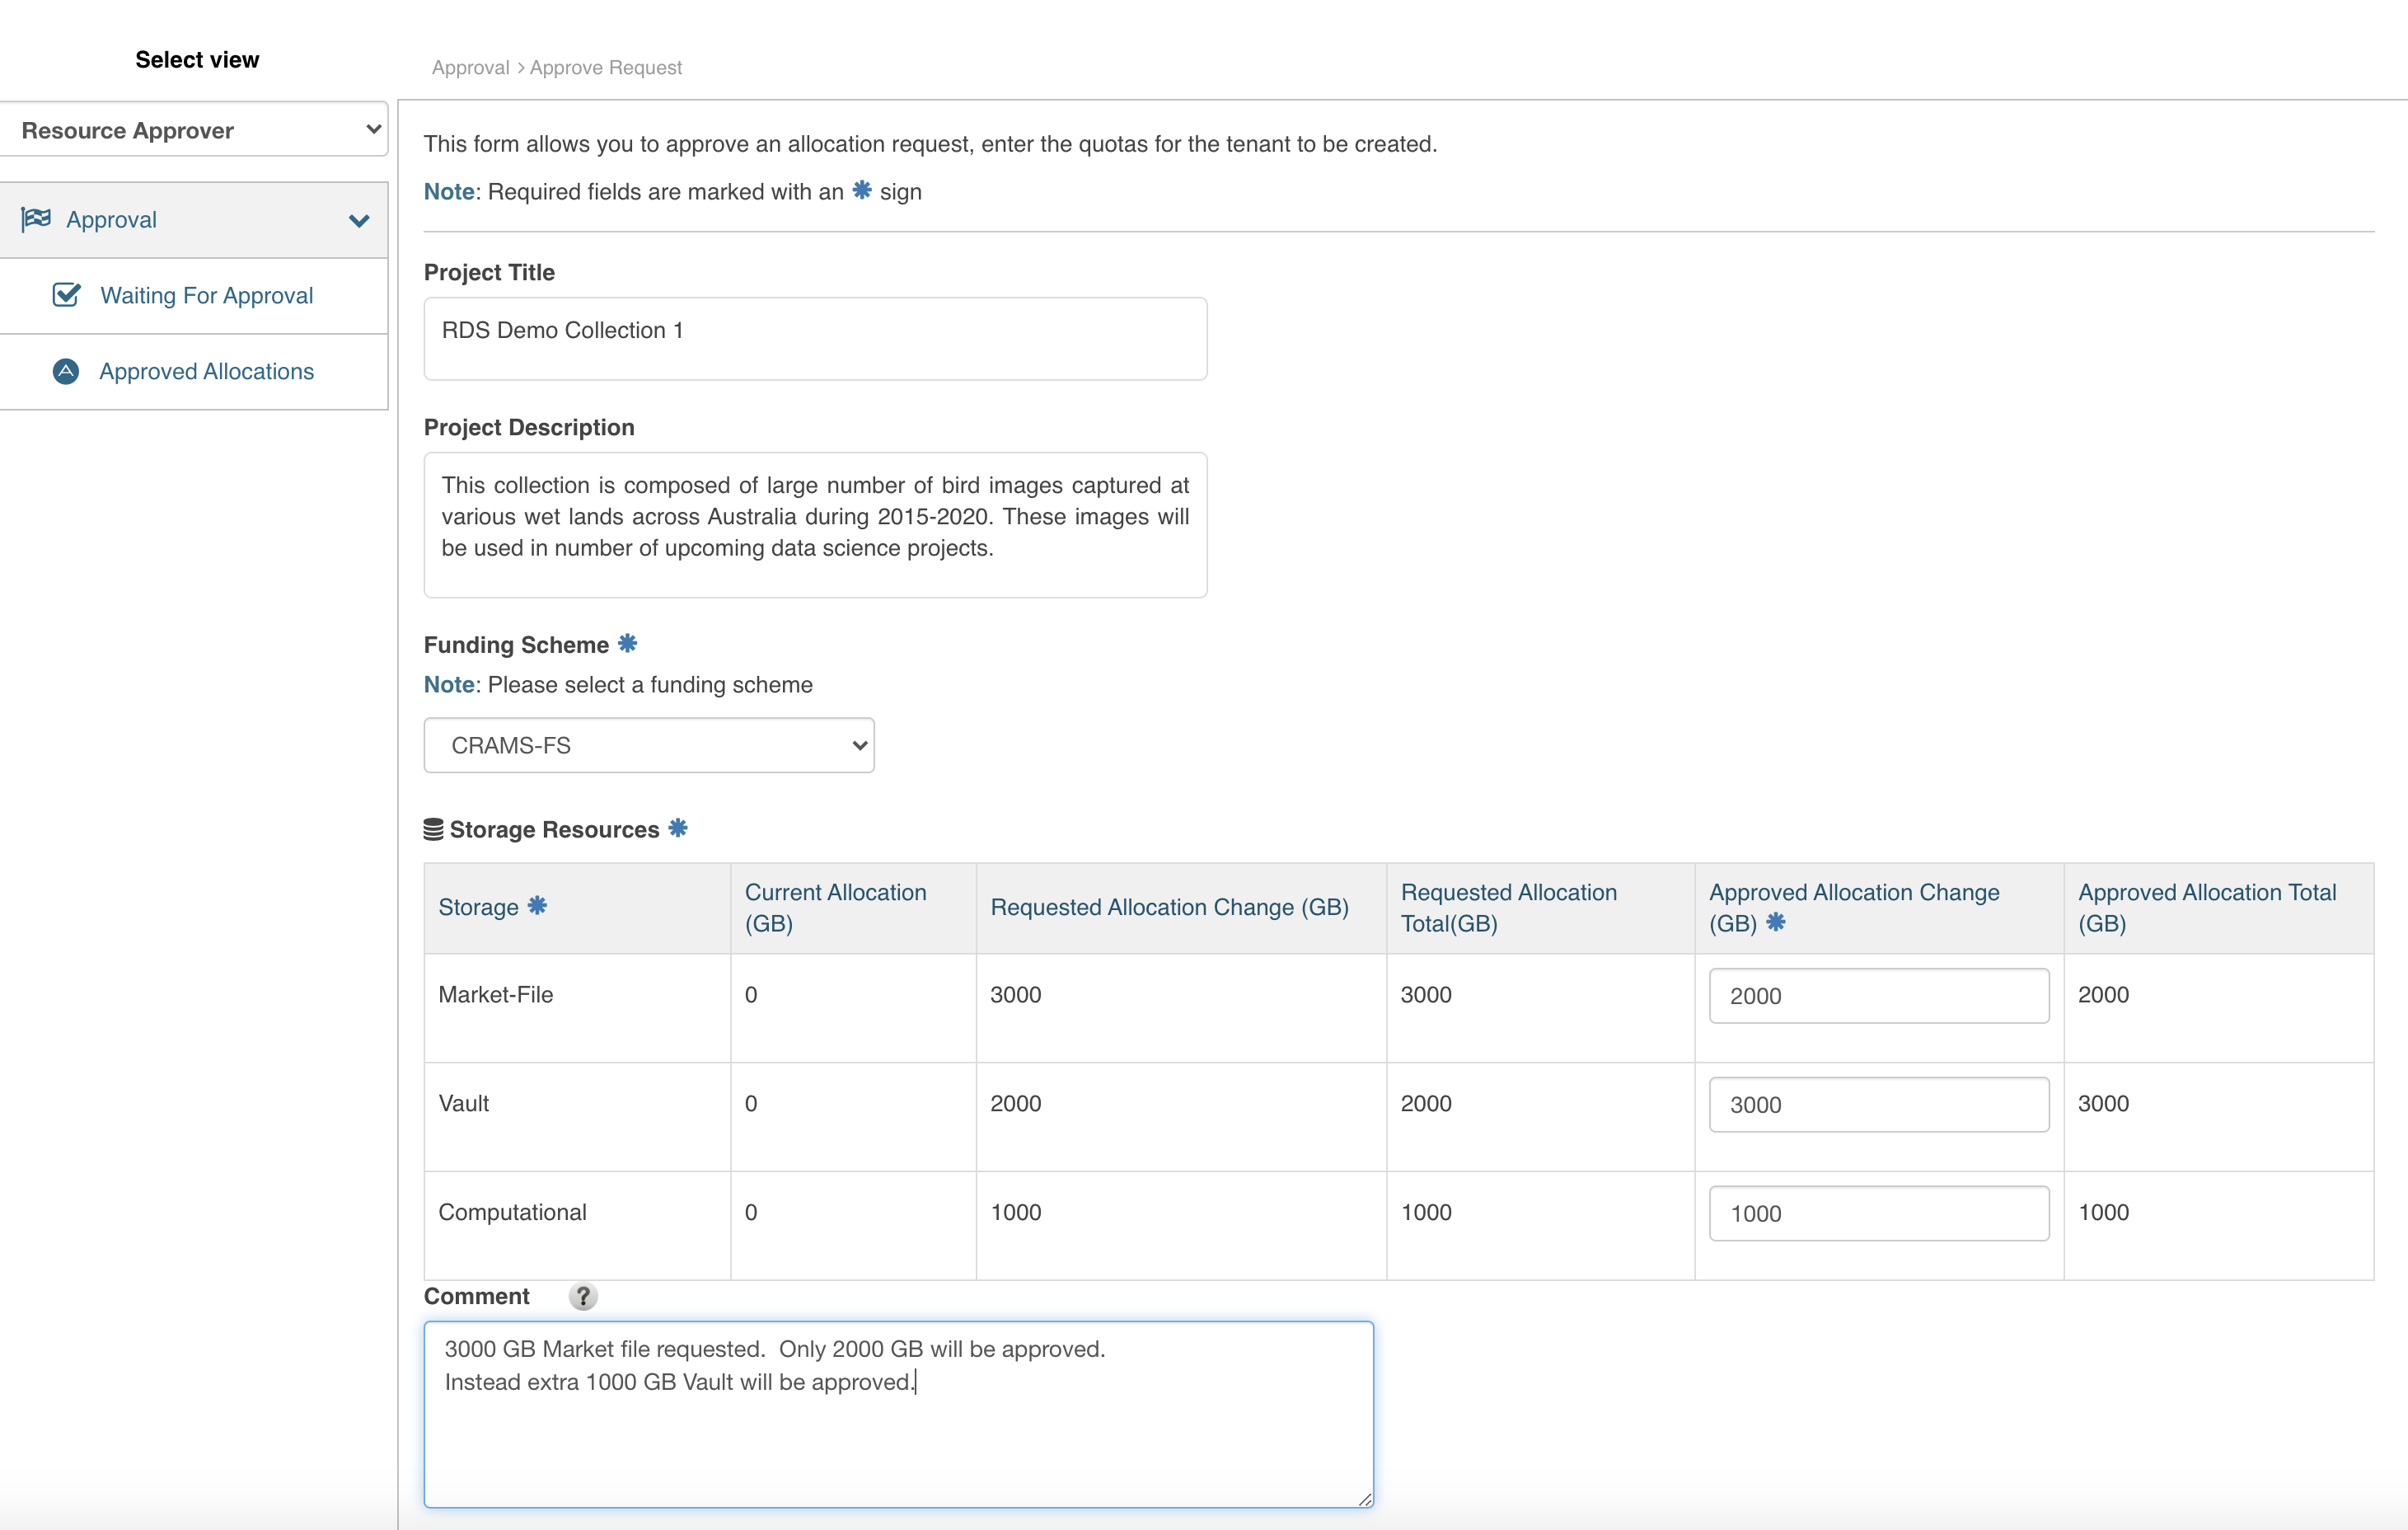 Select view
Approval > Approve Request
Resource Approver
Approval
Waiting For Approval
Approved Allocations
This form allows you to approve an allocation request, enter the quotas for the tenant to be created.
Note: Required fields are marked with an ✱ sign
Project Title
RDS Demo Collection 1
Project Description
This collection is composed of large number of bird images captured at
various wet lands across Australia during 2015-2020. These images will
be used in number of upcoming data science projects.
Funding Scheme ✱
Note: Please select a funding scheme
CRAMS-FS
Storage Resources ✱
Storage ✱ Current Allocation (GB) Requested Allocation Change (GB) Requested Allocation Total(GB) Approved Allocation Change (GB) ✱ Approved Allocation Total (GB)
Market-File 0 3000 3000 2000 2000
Vault 0 2000 2000 3000 3000
Computational 0 1000 1000 1000 1000
Comment ?
3000 GB Market file requested.  Only 2000 GB will be approved.
Instead extra 1000 GB Vault will be approved.